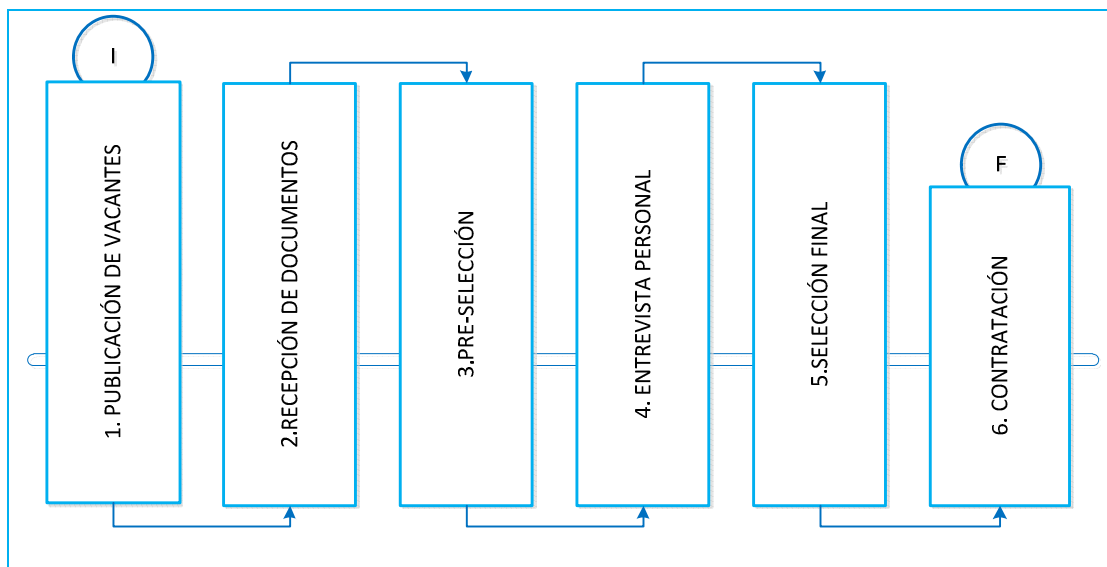 I
1. PUBLICACIÓN DE VACANTES
2.RECEPCIÓN DE DOCUMENTOS
3.PRE-SELECCIÓN
4. ENTREVISTA PERSONAL
5.SELECCIÓN FINAL
F
6. CONTRATACIÓN